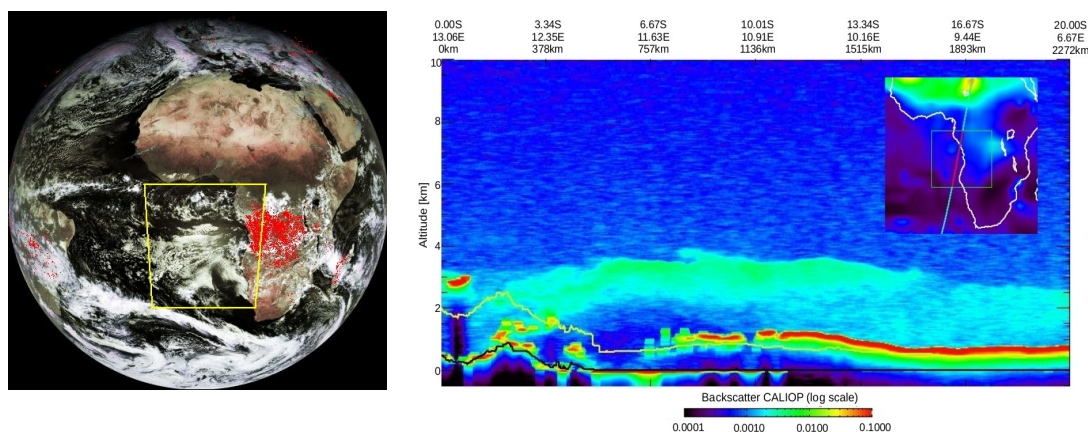 0.00S 3.34S 6.67S 10.01S 13.34S 16.67S 20.00S
13.06E 12.35E 11.63E 10.91E 10.16E 9.44E 6.67E
0km 378km 757km 1136km 1515km 1893km 2272km
10
8
6
4
2
0
Altitude [km]
Backscatter CALIOP (log scale)
0.0001 0.0010 0.0100 0.1000